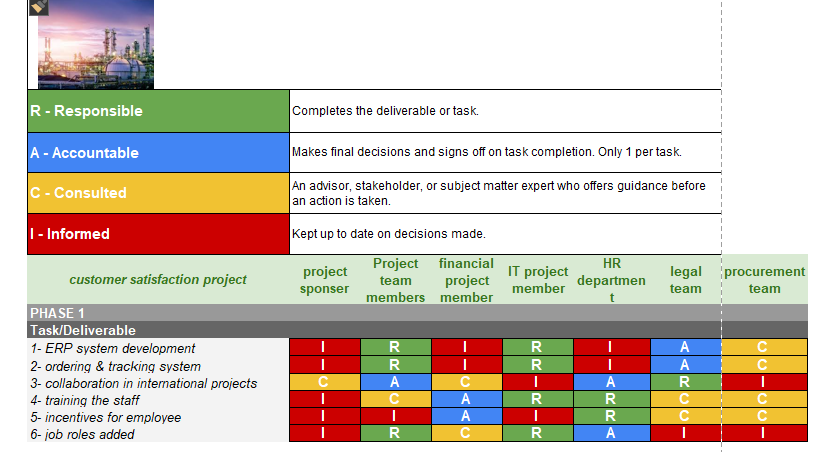 R - Responsible Completes the deliverable or task.
A - Accountable Makes final decisions and signs off on task completion. Only 1 per task.
C - Consulted An advisor, stakeholder, or subject matter expert who offers guidance before
an action is taken.
I - Informed Kept up to date on decisions made.
customer satisfaction project
project
sponser
Project
team
members
financial
project
member
IT project
member
HR
departmen
t
legal
team
procurement
team
PHASE 1
Task/Deliverable
1- ERP system development I R I R I A C
2- ordering & tracking system I R I R I A C
3- collaboration in international projects C A C I A R I
4- training the staff I C A R R C C
5- incentives for employee I I A I R C C
6- job roles added I R C R A I I